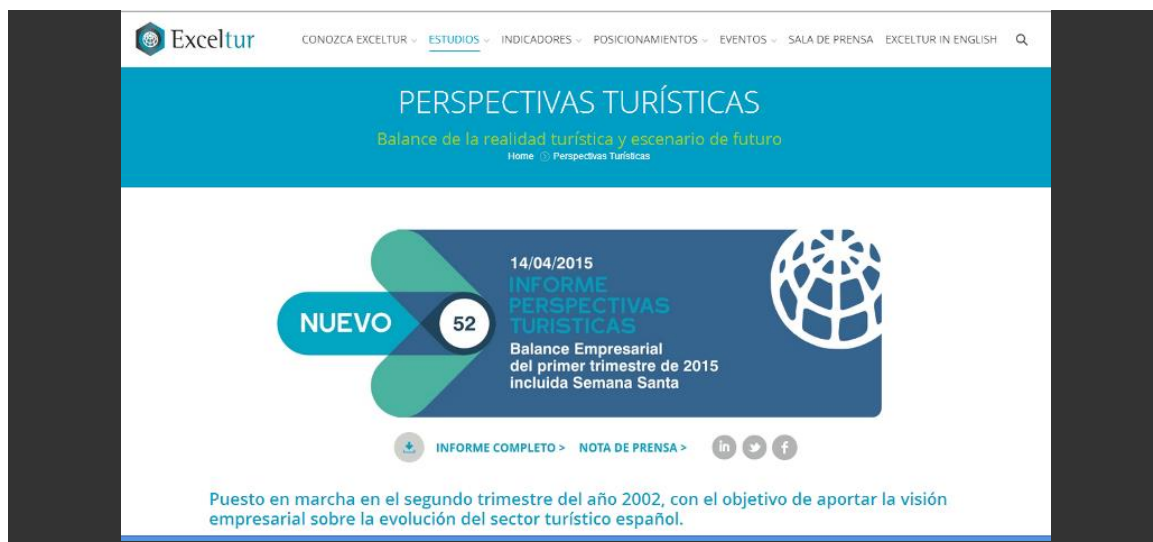 Exceltur
CONOZCA EXCELTUR ESTUDIOS INDICADORES POSICIONAMIENTOS EVENTOS SALA DE PRENSA EXCELTUR IN ENGLISH
PERSPECTIVAS TURÍSTICAS
Balance de la realidad turística y escenario de futuro
Home Perspectivas Turísticas
14/04/2015
INFORME
PERSPECTIVAS
TURISTICAS
NUEVO 52
Balance Empresarial
del primer trimestre de 2015
incluida Semana Santa
INFORME COMPLETO > NOTA DE PRENSA > in f
Puesto en marcha en el segundo trimestre del año 2002, con el objetivo de aportar la visión
empresarial sobre la evolución del sector turístico español.